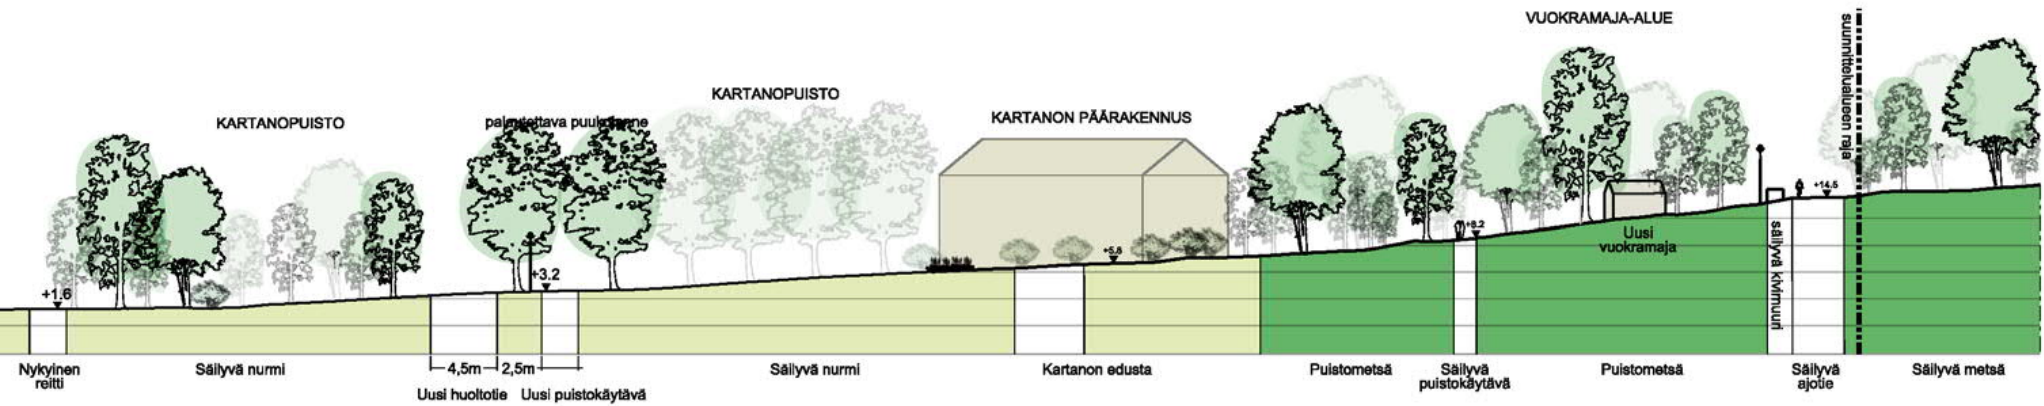 VUOKRAMAJA-ALUE
suunnittelualueen raja
KARTANOPUISTO
KARTANOPUISTO
palautettava puukujanne
KARTANON PÄÄRAKENNUS
+1.6
+3.2
+5.8
+8.2
+14.5
Uusi
vuokramaja
säilyvä kivimuuri
Nykyinen
reitti
Säilyvä nurmi
4,5m
2,5m
Uusi huoltotie
Uusi puistokäytävä
Säilyvä nurmi
Kartanon edusta
Puistometsä
Säilyvä
puistokäytävä
Puistometsä
Säilyvä
ajotie
Säilyvä metsä